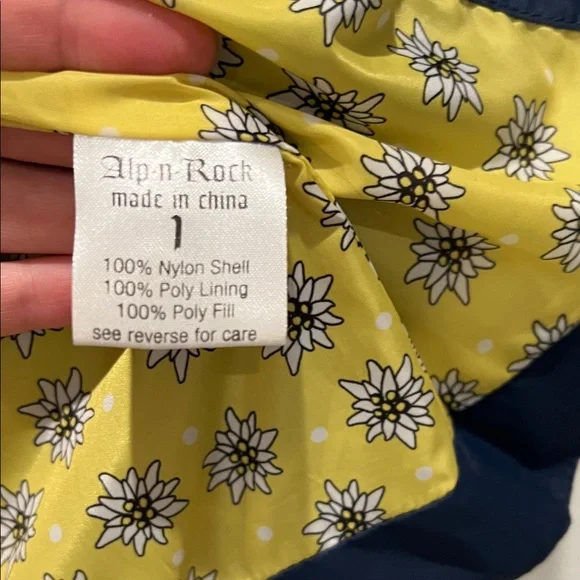 Alp-n-Rock
made in china
1
100% Nylon Shell
100% Poly Lining
100% Poly Fill
see reverse for care